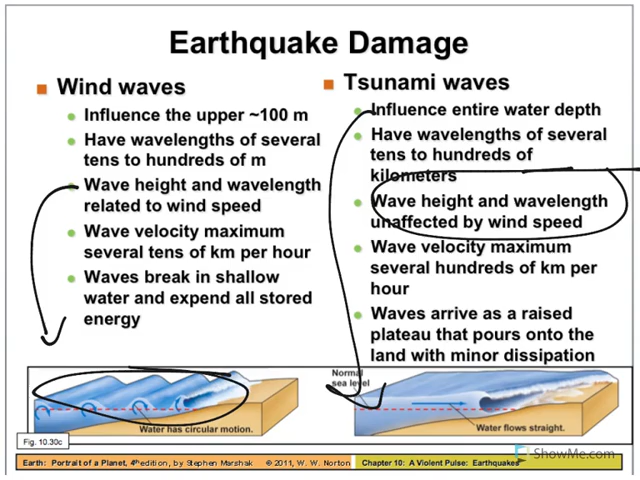 Earthquake Damage
Wind waves
Influence the upper ~100 m
Have wavelengths of several
tens to hundreds of m
Wave height and wavelength
related to wind speed
Wave velocity maximum
several tens of km per hour
Waves break in shallow
water and expend all stored
energy
Tsunami waves
Influence entire water depth
Have wavelengths of several
tens to hundreds of
kilometers
Wave height and wavelength
unaffected by wind speed
Wave velocity maximum
several hundreds of km per
hour
Waves arrive as a raised
plateau that pours onto the
land with minor dissipation
Water has circular motion.
Normal
sea level
Water flows straight.
Fig. 10.30c
ShowMe.com
Earth: Portrait of a Planet, 4th edition, by Stephen Marshak © 2011, W. W. Norton
Chapter 10: A Violent Pulse: Earthquakes